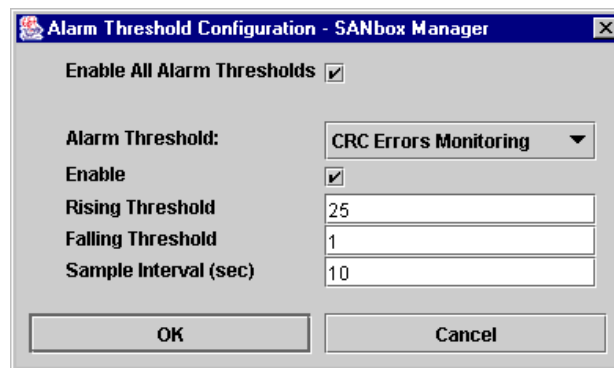 Alarm Threshold Configuration - SANbox Manager
Enable All Alarm Thresholds
Alarm Threshold: CRC Errors Monitoring
Enable
Rising Threshold 25
Falling Threshold 1
Sample Interval (sec) 10
OK Cancel